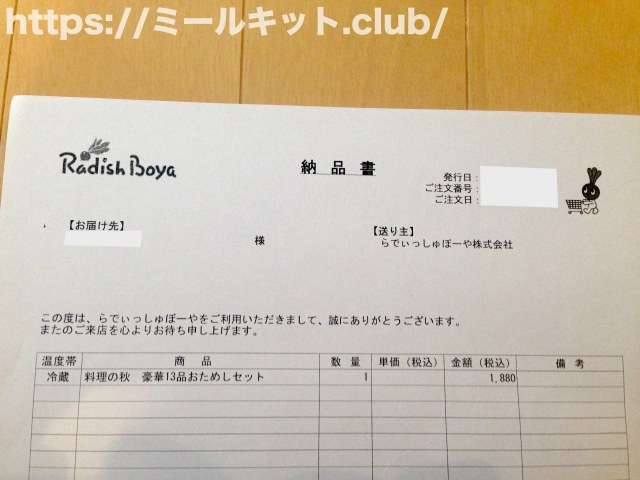 https://ミールキット.club/
Radish Boya
納品書
発行日:
ご注文番号:
ご注文日:
【お届け先】
様
【送り主】
らでぃっしゅぼーや株式会社
この度は、らでぃっしゅぼーやをご利用いただきまして、誠にありがとうございます。
またのご来店を心よりお待ち申し上げます。
温度帯 商品 数量 単価(税込) 金額(税込) 備考
冷蔵 料理の秋 豪華13品おためしセット 1 1,880